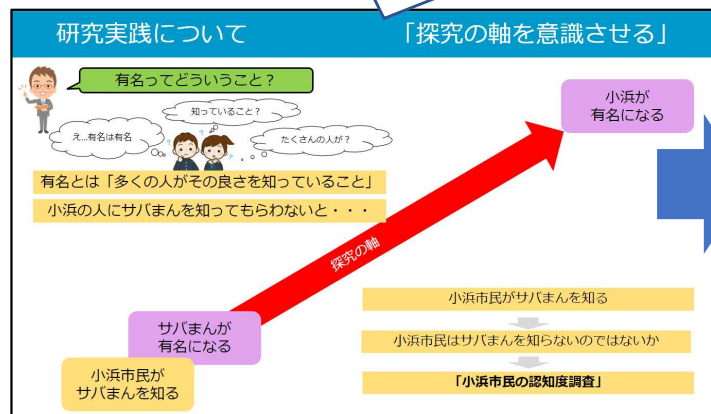 研究実践について
「探究の軸を意識させる」
有名ってどういうこと？
知っていること？
え…有名は有名
たくさんの人が？
有名とは「多くの人がその良さを知っていること」
小浜の人にサバまんを知ってもらわないと・・・
小浜が
有名になる
探究の軸
サバまんが
有名になる
小浜市民が
サバまんを知る
小浜市民がサバまんを知る
小浜市民はサバまんを知らないのではないか
「小浜市民の認知度調査」